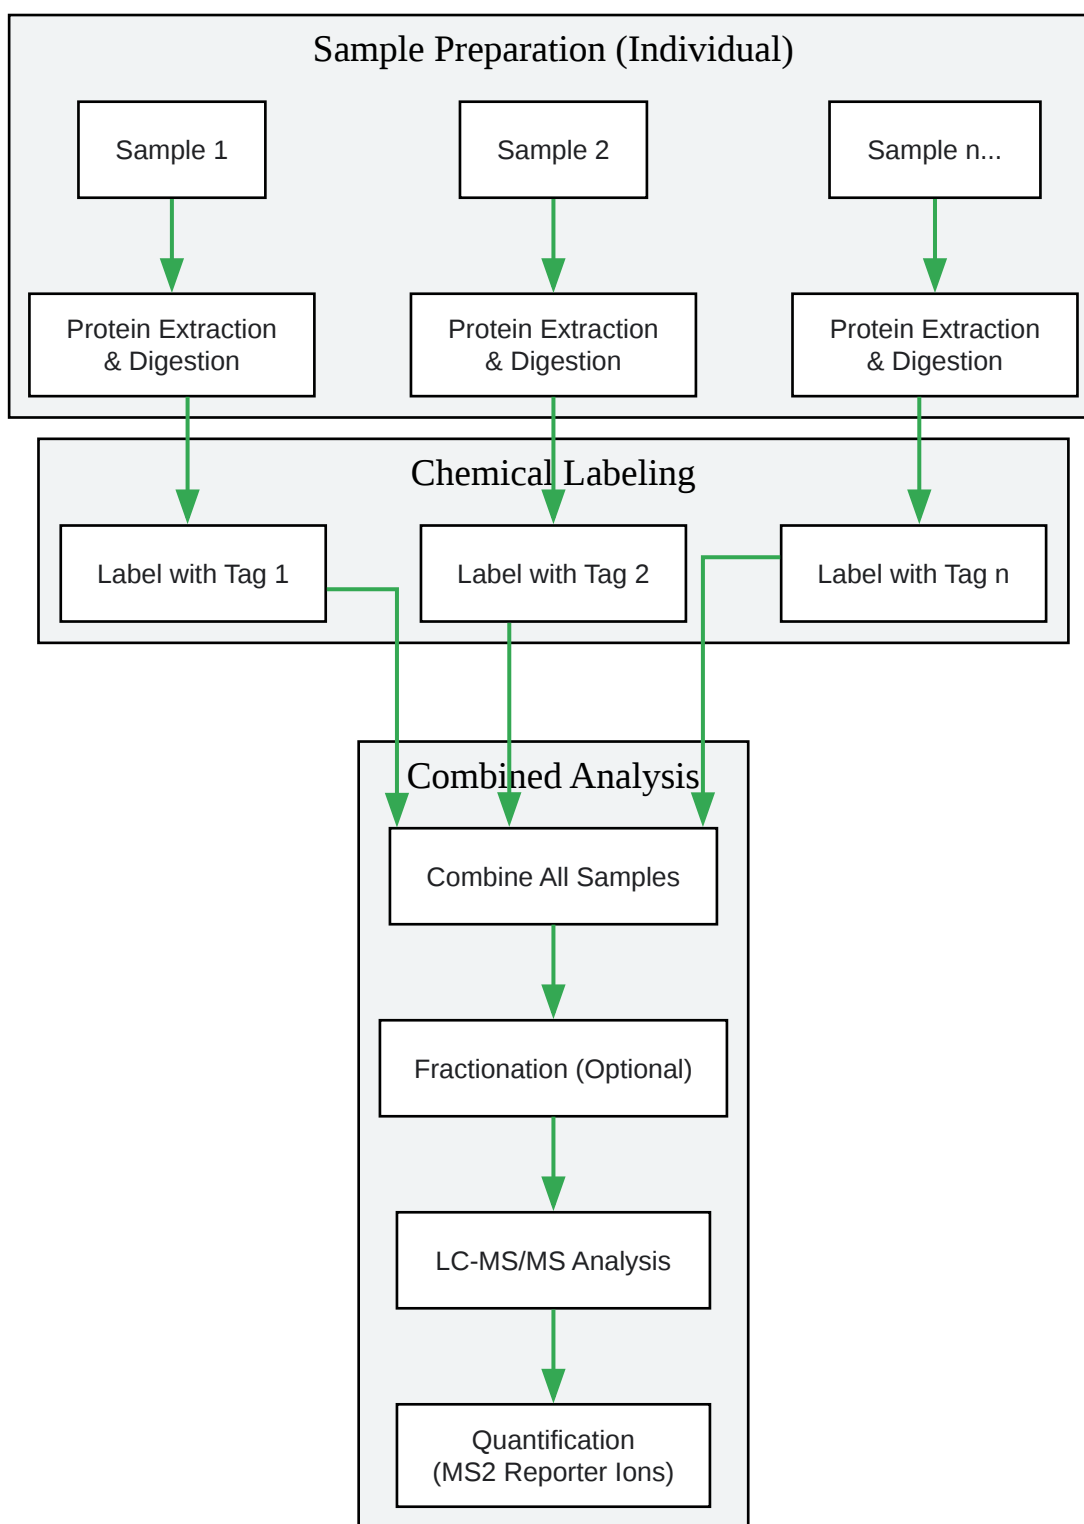 Sample Preparation (Individual)
Sample 1
Sample 2
Sample n...
Protein Extraction
& Digestion
Protein Extraction
& Digestion
Protein Extraction
& Digestion
Chemical Labeling
Label with Tag 1
Label with Tag 2
Label with Tag n
Combined Analysis
Combine All Samples
Fractionation (Optional)
LC-MS/MS Analysis
Quantification
(MS2 Reporter Ions)